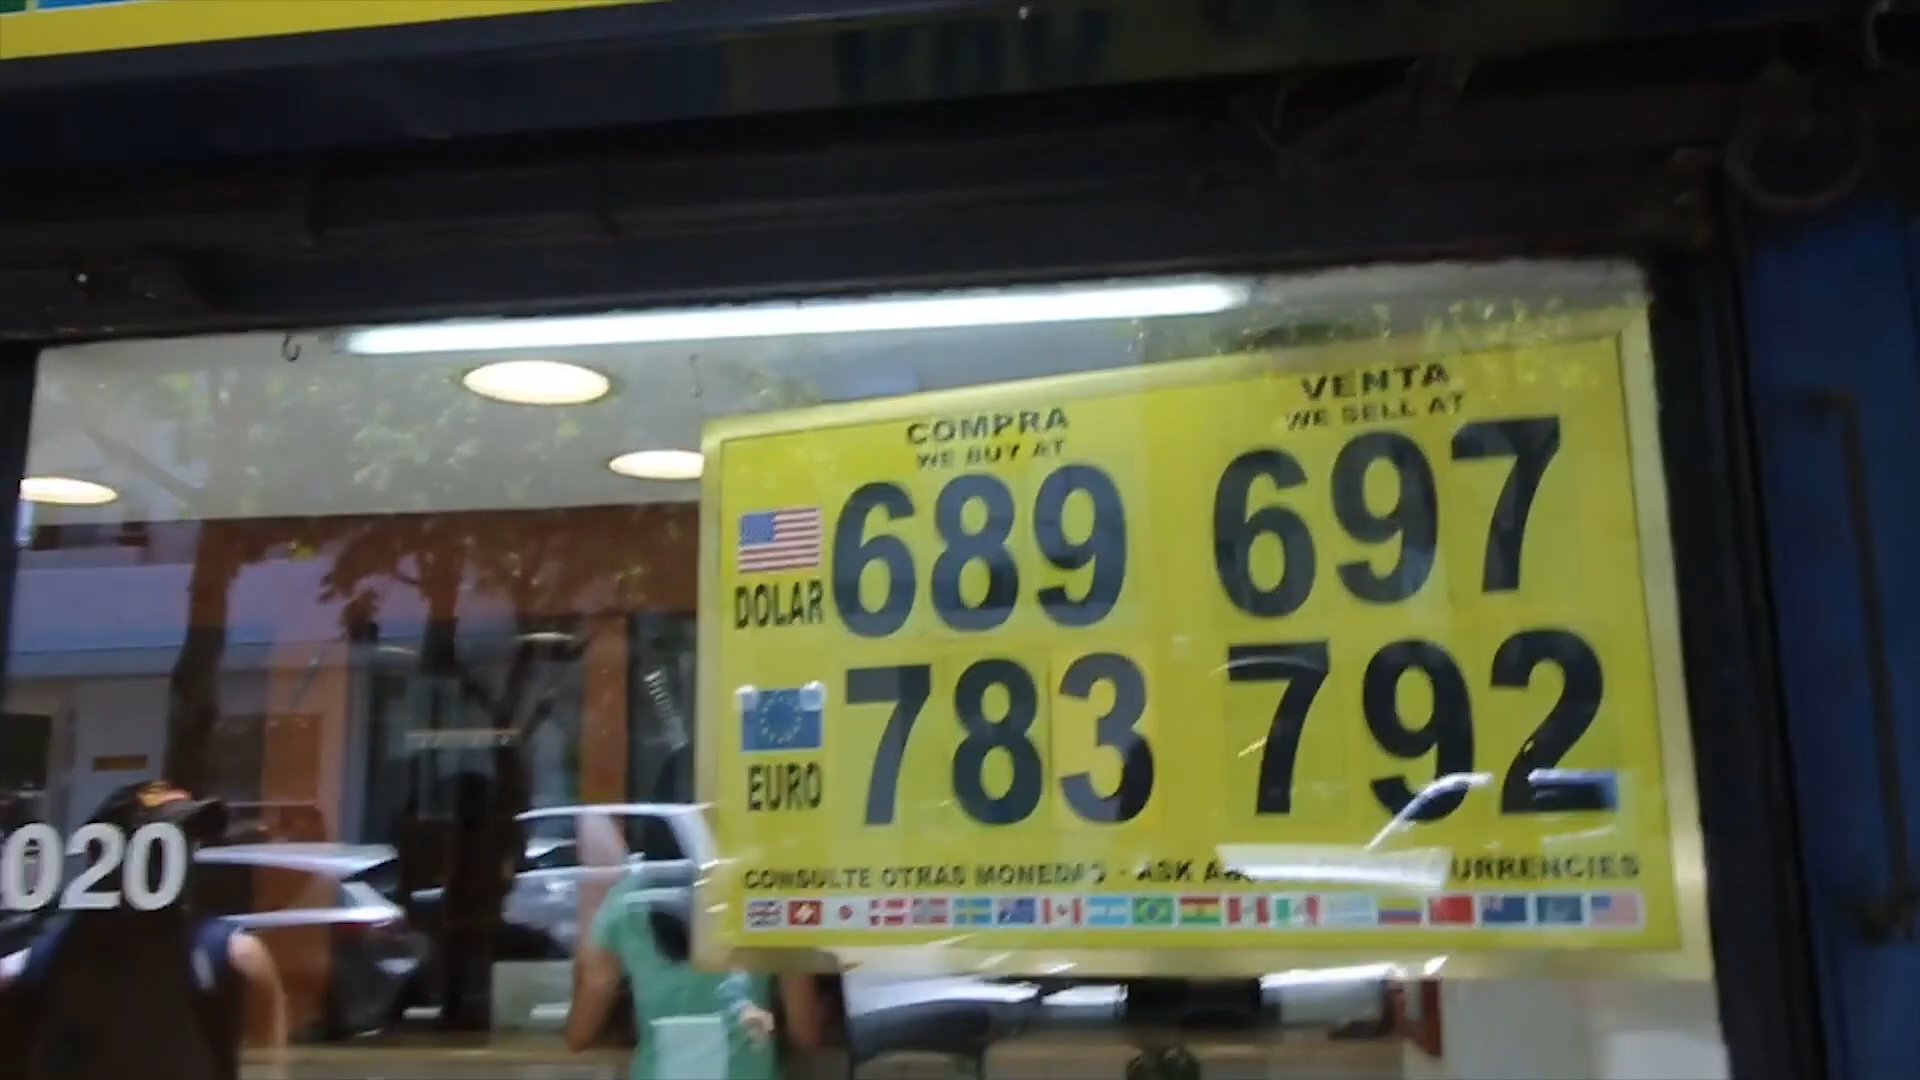 COMPRA VENTA
WE BUY AT WE SELL AT
DOLAR 689 697
EURO 783 792
CONSULTE OTRAS MONEDAS - ASK CURRENCIES
020